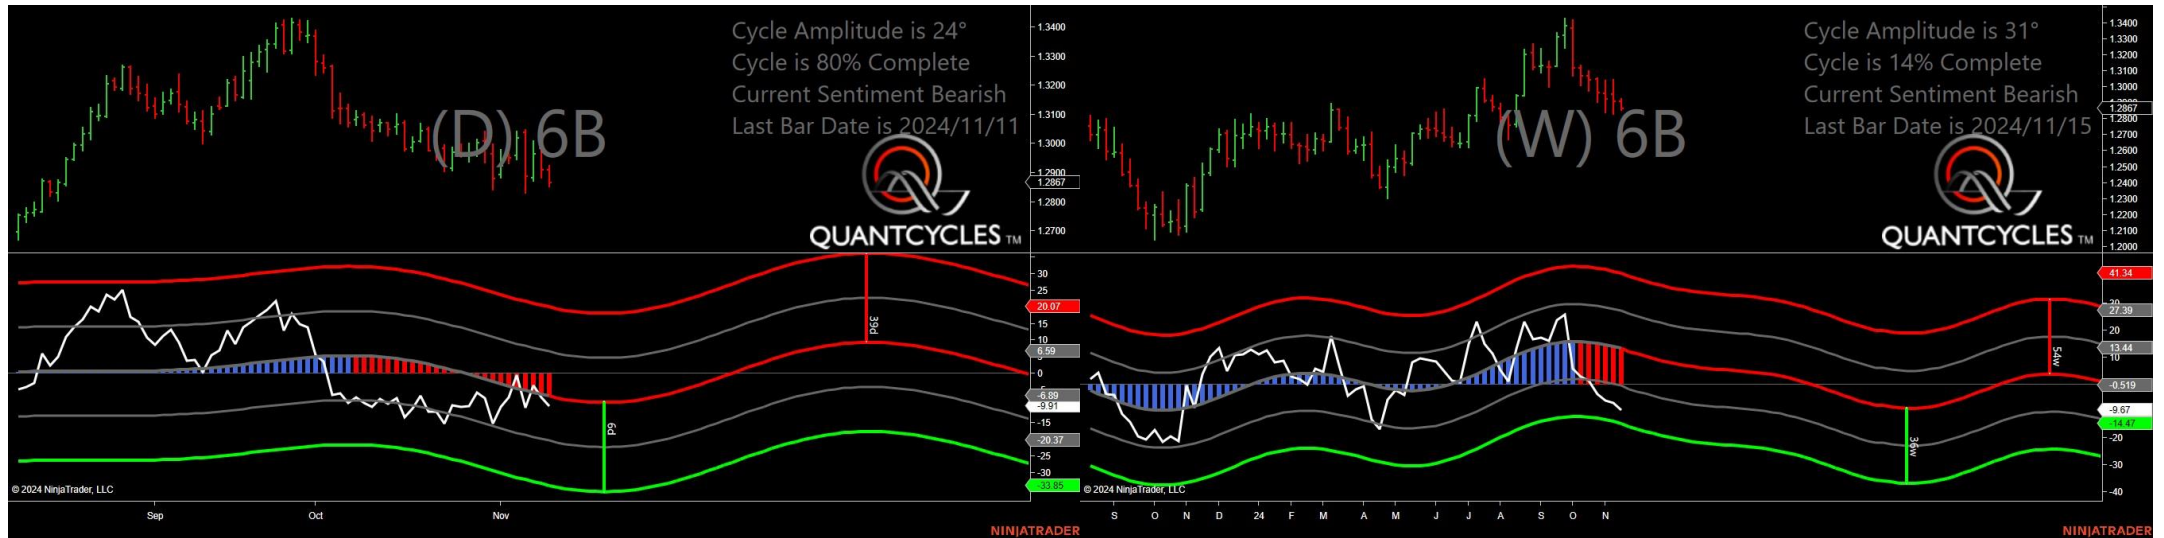 Cycle Amplitude is 24°
Cycle is 80% Complete
Current Sentiment Bearish
Last Bar Date is 2024/11/11
(D) 6B
QUANTCYCLES TM
1.3400
1.3300
1.3200
1.3100
1.3000
1.2900
1.2867
1.2800
1.2700
30
25
20.07
15
10
6.59
0
-5
-6.89
-9.91
-15
-20.37
-25
-30
-33.85
39d
6d
© 2024 NinjaTrader, LLC
Sep Oct Nov
NINJATRADER
Cycle Amplitude is 31°
Cycle is 14% Complete
Current Sentiment Bearish
Last Bar Date is 2024/11/15
(W) 6B
QUANTCYCLES TM
1.3400
1.3300
1.3200
1.3100
1.3000
1.2867
1.2800
1.2700
1.2600
1.2500
1.2400
1.2300
1.2200
1.2100
1.2000
41.34
30
27.39
20
13.44
10
-0.519
-9.67
-14.47
-20
-30
-40
54w
36w
© 2024 NinjaTrader, LLC
S O N D 24 F M A M J J A S O N
NINJATRADER